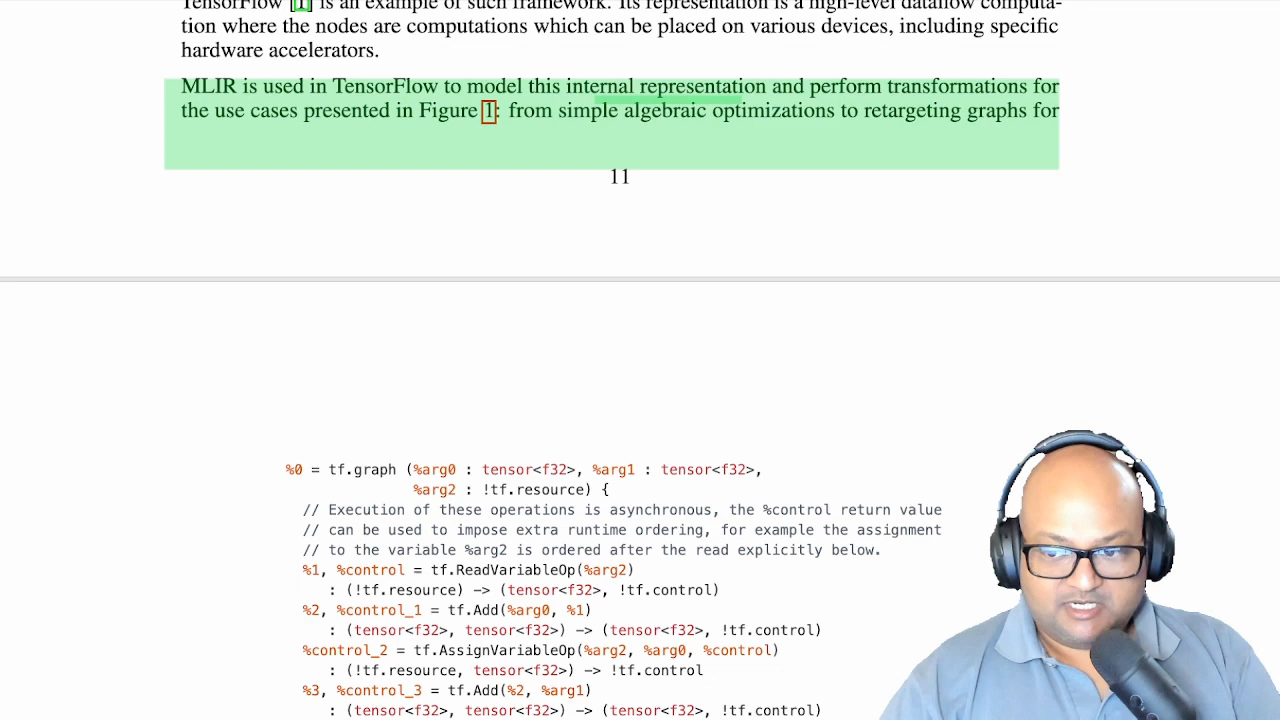 TensorFlow [1] is an example of such framework. Its representation is a high-level dataflow computa-
tion where the nodes are computations which can be placed on various devices, including specific
hardware accelerators.
MLIR is used in TensorFlow to model this internal representation and perform transformations for
the use cases presented in Figure 1: from simple algebraic optimizations to retargeting graphs for
11
%0 = tf.graph (%arg0 : tensor<f32>, %arg1 : tensor<f32>,
%arg2 : !tf.resource) {
// Execution of these operations is asynchronous, the %control return value
// can be used to impose extra runtime ordering, for example the assignment
// to the variable %arg2 is ordered after the read explicitly below.
%1, %control = tf.ReadVariableOp(%arg2)
: (!tf.resource) -> (tensor<f32>, !tf.control)
%2, %control_1 = tf.Add(%arg0, %1)
: (tensor<f32>, tensor<f32>) -> (tensor<f32>, !tf.control)
%control_2 = tf.AssignVariableOp(%arg2, %arg0, %control)
: (!tf.resource, tensor<f32>) -> !tf.control
%3, %control_3 = tf.Add(%2, %arg1)
: (tensor<f32>, tensor<f32>) -> (tensor<f32>, !tf.control)